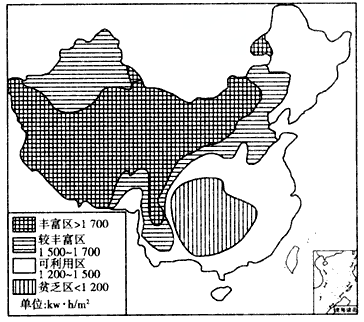 丰富区>1 700
较丰富区
1 500~1 700
可利用区
1 200~1 500
贫乏区<1 200
单位:kw·h/m²